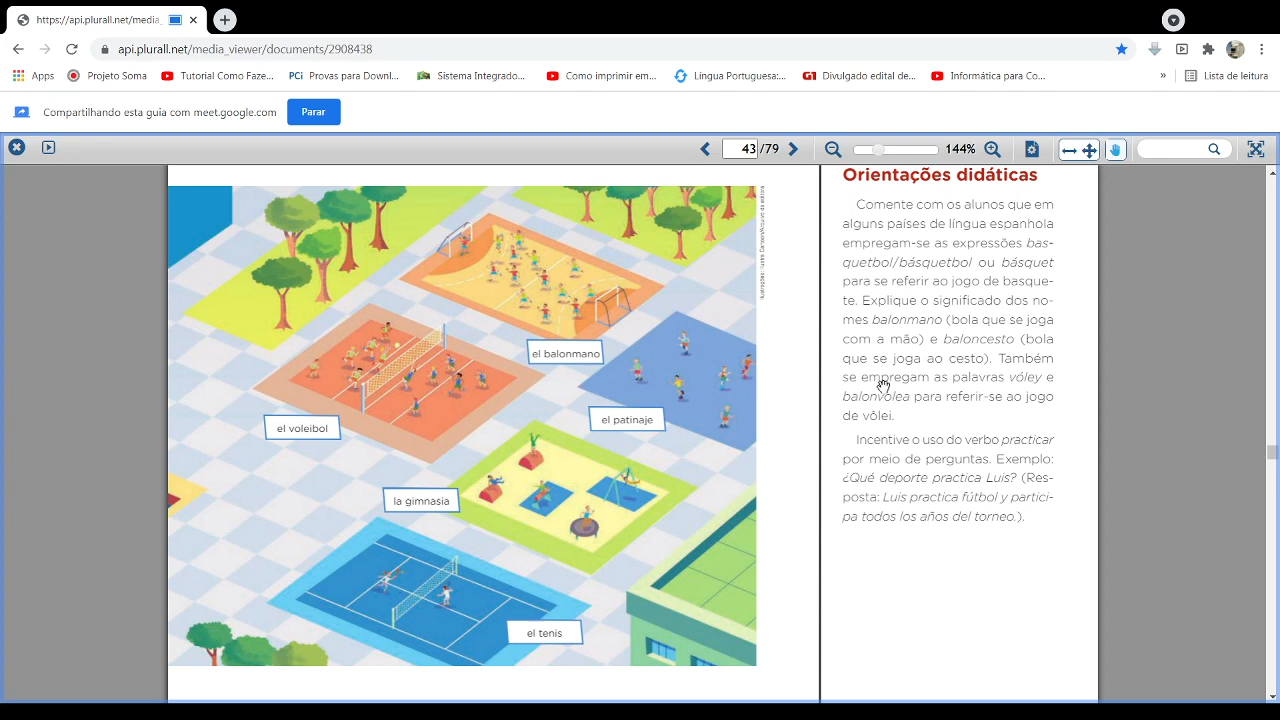 https://api.plurall.net/media_
api.plurall.net/media_viewer/documents/2908438
Apps Projeto Soma Tutorial Como Faze... PCi Provas para Downl... Sistema Integrado... Como imprimir em... Língua Portuguesa:... G1 Divulgado edital de... Informática para Co... » Lista de leitura
Compartilhando esta guia com meet.google.com Parar
43 /79 144%
Ilustrações: Ilustra Cartoon/Arquivo da editora
el balonmano
el patinaje
el voleibol
la gimnasia
el tenis
Orientações didáticas
Comente com os alunos que em
alguns países de língua espanhola
empregam-se as expressões bas-
quetbol/básquetbol ou básquet
para se referir ao jogo de basque-
te. Explique o significado dos no-
mes balonmano (bola que se joga
com a mão) e baloncesto (bola
que se joga ao cesto). Também
se empregam as palavras vóley e
balonvolea para referir-se ao jogo
de vôlei.
Incentive o uso do verbo practicar
por meio de perguntas. Exemplo:
¿Qué deporte practica Luis? (Res-
posta: Luis practica fútbol y partici-
pa todos los años del torneo.).